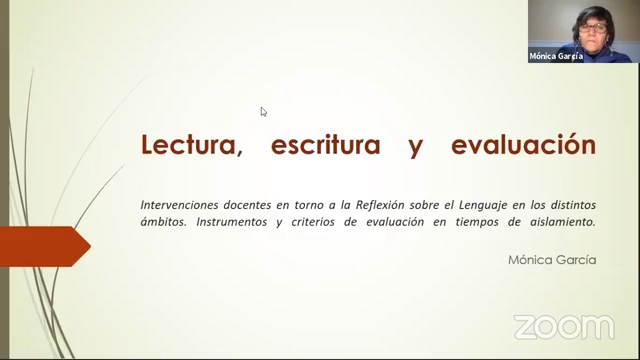 Mónica García
Lectura, escritura y evaluación
Intervenciones docentes en torno a la Reflexión sobre el Lenguaje en los distintos
ámbitos. Instrumentos y criterios de evaluación en tiempos de aislamiento.
Mónica García
zoom